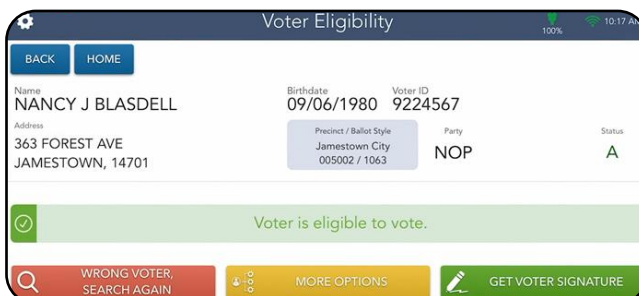 Voter Eligibility
100%
10:17 AM
BACK
HOME
Name
NANCY J BLASDELL
Birthdate
09/06/1980
Voter ID
9224567
Address
363 FOREST AVE
JAMESTOWN, 14701
Precinct / Ballot Style
Jamestown City
005002 / 1063
Party
NOP
Status
A
Voter is eligible to vote.
WRONG VOTER,
SEARCH AGAIN
MORE OPTIONS
GET VOTER SIGNATURE